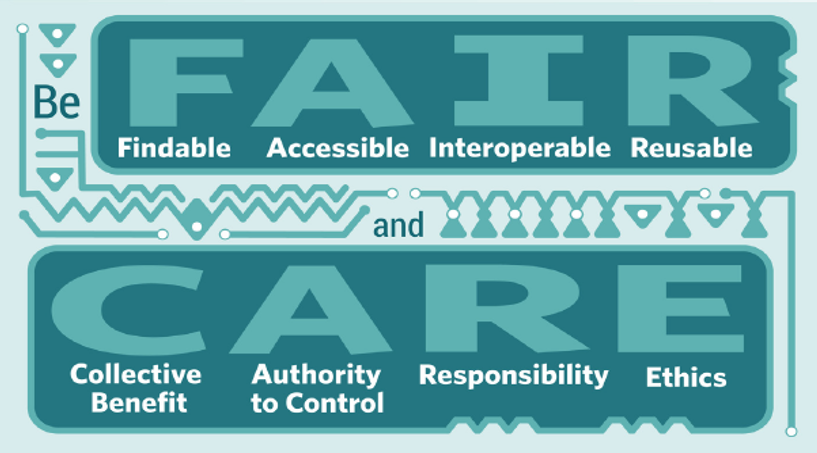 Be
FAIR
Findable Accessible Interoperable Reusable
and
CARE
Collective Benefit
Authority to Control
Responsibility
Ethics